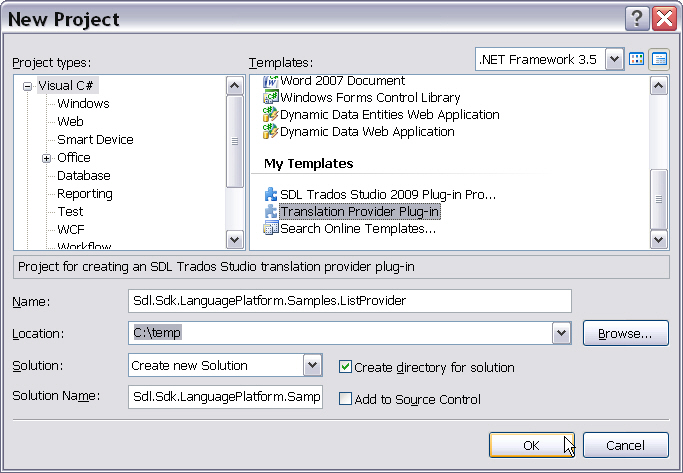 New Project
Project types:
Templates:
.NET Framework 3.5
Visual C#
Windows
Web
Smart Device
Office
Database
Reporting
Test
WCF
Workflow
Word 2007 Document
Windows Forms Control Library
Dynamic Data Entities Web Application
Dynamic Data Web Application
My Templates
SDL Trados Studio 2009 Plug-in Pro...
Translation Provider Plug-in
Search Online Templates...
Project for creating an SDL Trados Studio translation provider plug-in
Name:
Sdl.Sdk.LanguagePlatform.Samples.ListProvider
Location:
C:\temp
Browse...
Solution:
Create new Solution
Create directory for solution
Solution Name:
Sdl.Sdk.LanguagePlatform.Samp
Add to Source Control
OK
Cancel